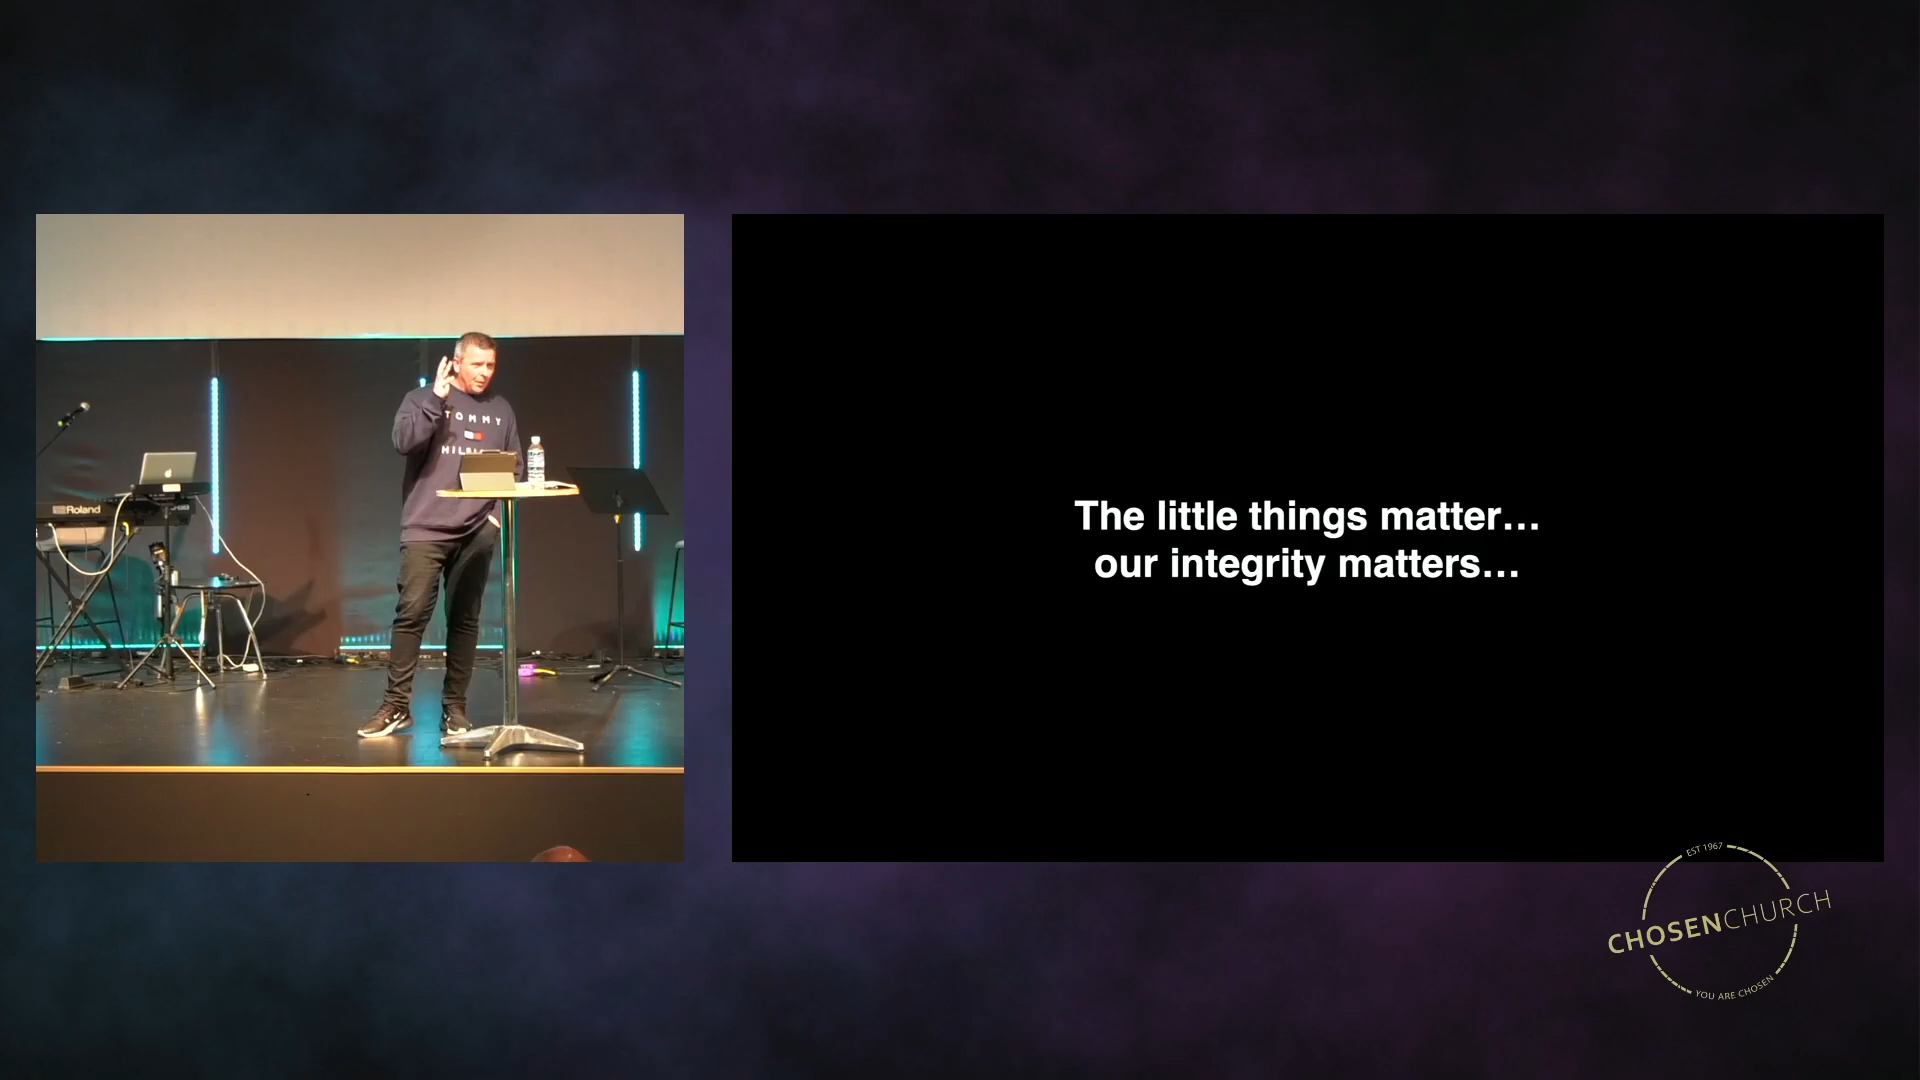 TOMMY
Roland
The little things matter…
our integrity matters…
EST 1967
CHOSENCHURCH
YOU ARE CHOSEN